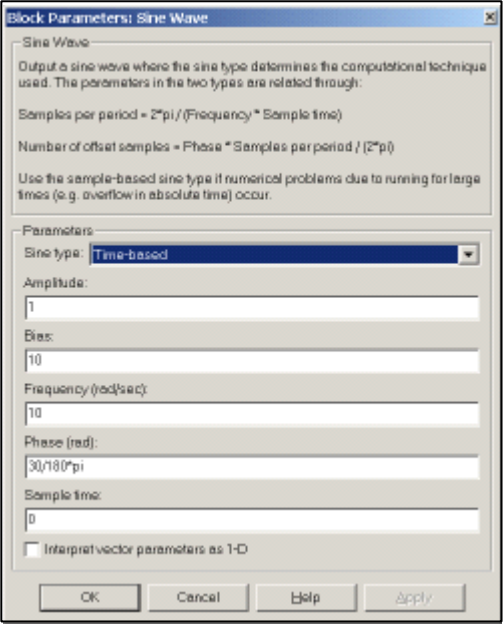 Block Parameters: Sine Wave
Sine Wave
Output a sine wave where the sine type determines the computational technique
used. The parameters in the two types are related through:
Samples per period = 2*pi / (Frequency * Sample time)
Number of offset samples = Phase * Samples per period / (2*pi)
Use the sample-based sine type if numerical problems due to running for large
times (e.g. overflow in absolute time) occur.
Parameters
Sine type: Time-based
Amplitude:
1
Bias:
10
Frequency (rad/sec):
10
Phase (rad):
30/180*pi
Sample time:
0
Interpret vector parameters as 1-D
OK Cancel Help Apply